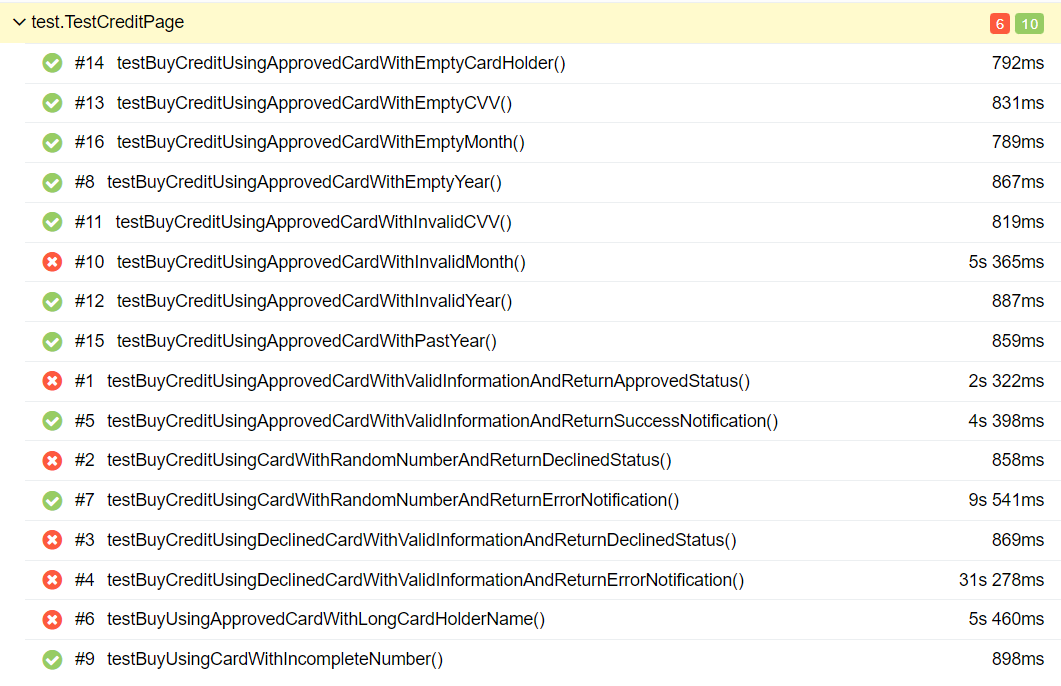 test.TestCreditPage 6 10
#14 testBuyCreditUsingApprovedCardWithEmptyCardHolder() 792ms
#13 testBuyCreditUsingApprovedCardWithEmptyCVV() 831ms
#16 testBuyCreditUsingApprovedCardWithEmptyMonth() 789ms
#8 testBuyCreditUsingApprovedCardWithEmptyYear() 867ms
#11 testBuyCreditUsingApprovedCardWithInvalidCVV() 819ms
#10 testBuyCreditUsingApprovedCardWithInvalidMonth() 5s 365ms
#12 testBuyCreditUsingApprovedCardWithInvalidYear() 887ms
#15 testBuyCreditUsingApprovedCardWithPastYear() 859ms
#1 testBuyCreditUsingApprovedCardWithValidInformationAndReturnApprovedStatus() 2s 322ms
#5 testBuyCreditUsingApprovedCardWithValidInformationAndReturnSuccessNotification() 4s 398ms
#2 testBuyCreditUsingCardWithRandomNumberAndReturnDeclinedStatus() 858ms
#7 testBuyCreditUsingCardWithRandomNumberAndReturnErrorNotification() 9s 541ms
#3 testBuyCreditUsingDeclinedCardWithValidInformationAndReturnDeclinedStatus() 869ms
#4 testBuyCreditUsingDeclinedCardWithValidInformationAndReturnErrorNotification() 31s 278ms
#6 testBuyUsingApprovedCardWithLongCardHolderName() 5s 460ms
#9 testBuyUsingCardWithIncompleteNumber() 898ms